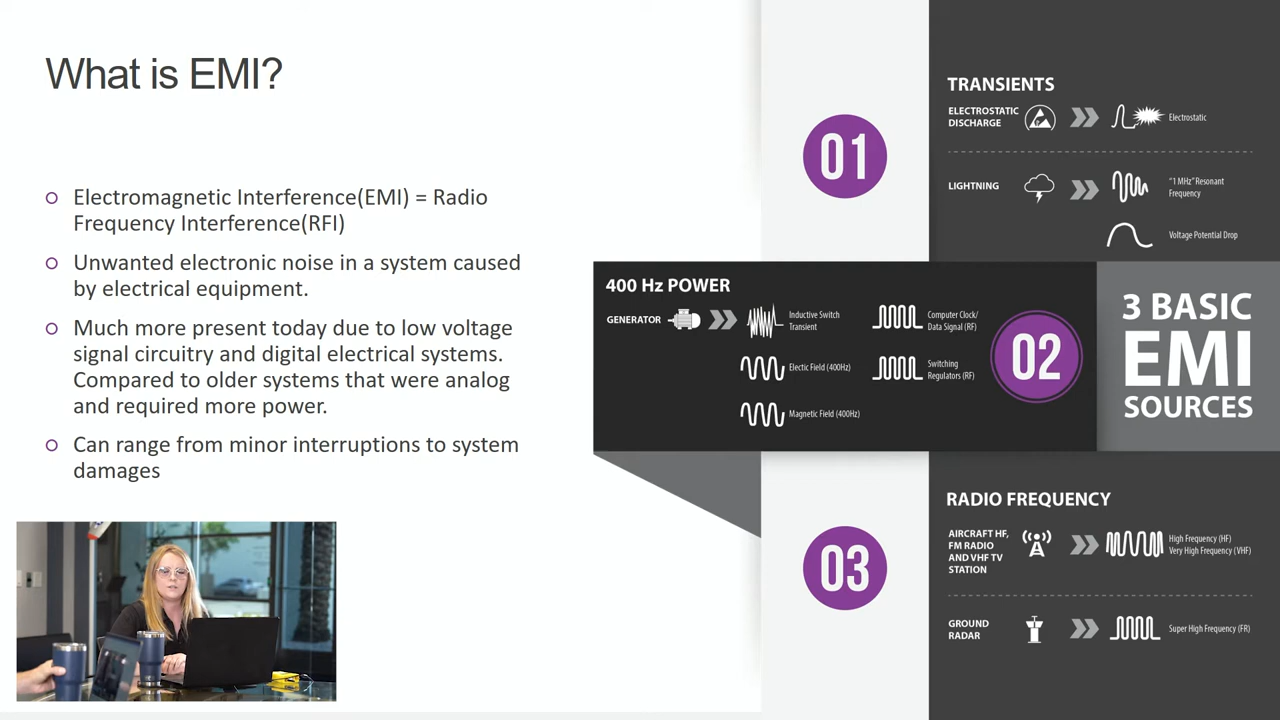 What is EMI?
Electromagnetic Interference(EMI) = Radio
Frequency Interference(RFI)
Unwanted electronic noise in a system caused
by electrical equipment.
Much more present today due to low voltage
signal circuitry and digital electrical systems.
Compared to older systems that were analog
and required more power.
Can range from minor interruptions to system
damages
01
TRANSIENTS
ELECTROSTATIC
DISCHARGE
Electrostatic
LIGHTNING
"1 MHz" Resonant
Frequency
Voltage Potential Drop
400 Hz POWER
GENERATOR
Inductive Switch
Transient
Electic Field (400Hz)
Magnetic Field (400Hz)
Computer Clock/
Data Signal (RF)
Switching
Regulators (RF)
02
3 BASIC
EMI
SOURCES
03
RADIO FREQUENCY
AIRCRAFT HF,
FM RADIO
AND VHF TV
STATION
High Frequency (HF)
Very High Frequency (VHF)
GROUND
RADAR
Super High Frequency (FR)